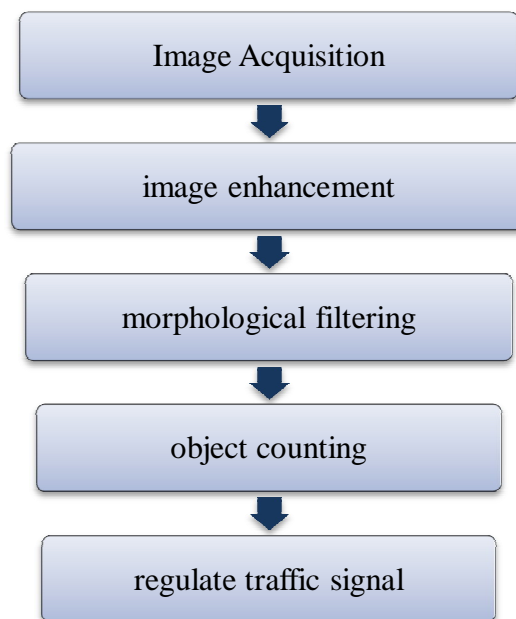 Image Acquisition
image enhancement
morphological filtering
object counting
regulate traffic signal